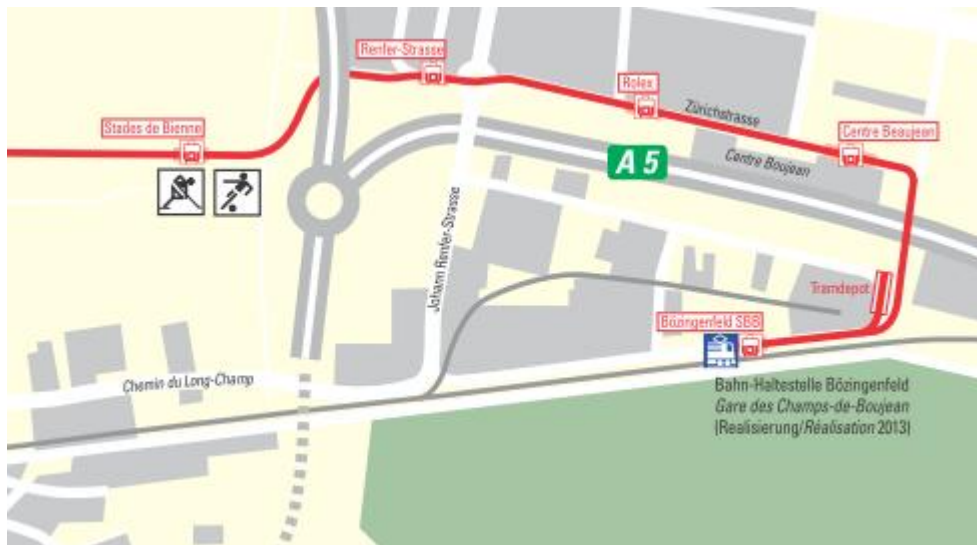 Renfer-Strasse
Rolex
Zürichstrasse
Stades de Bienne
Centre Beaujean
A 5
Centre Boujean
Johann Renfer-Strasse
Tramdepot
Bözingenfeld SBB
Chemin du Long-Champ
Bahn-Haltestelle Bözingenfeld
Gare des Champs-de-Boujean
(Realisierung/Réalisation 2013)